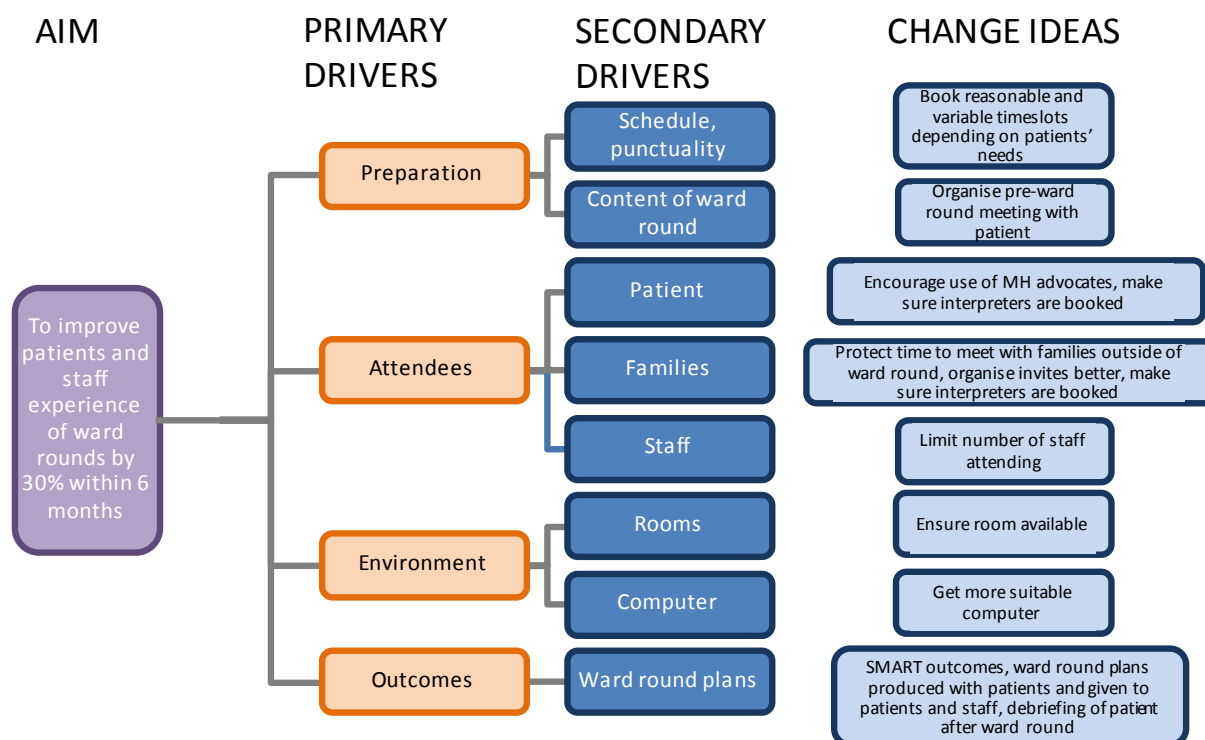 AIM
PRIMARY
DRIVERS
SECONDARY
DRIVERS
CHANGE IDEAS
To improve
patients and
staff
experience
of ward
rounds by
30% within 6
months
Preparation
Attendees
Environment
Outcomes
Schedule,
punctuality
Content of ward
round
Patient
Families
Staff
Rooms
Computer
Ward round plans
Book reasonable and
variable timeslots
depending on patients’
needs
Organise pre-ward
round meeting with
patient
Encourage use of MH advocates, make
sure interpreters are booked
Protect time to meet with families outside of
ward round, organise invites better, make
sure interpreters are booked
Limit number of staff
attending
Ensure room available
Get more suitable
computer
SMART outcomes, ward round plans
produced with patients and given to
patients and staff, debriefing of patient
after ward round